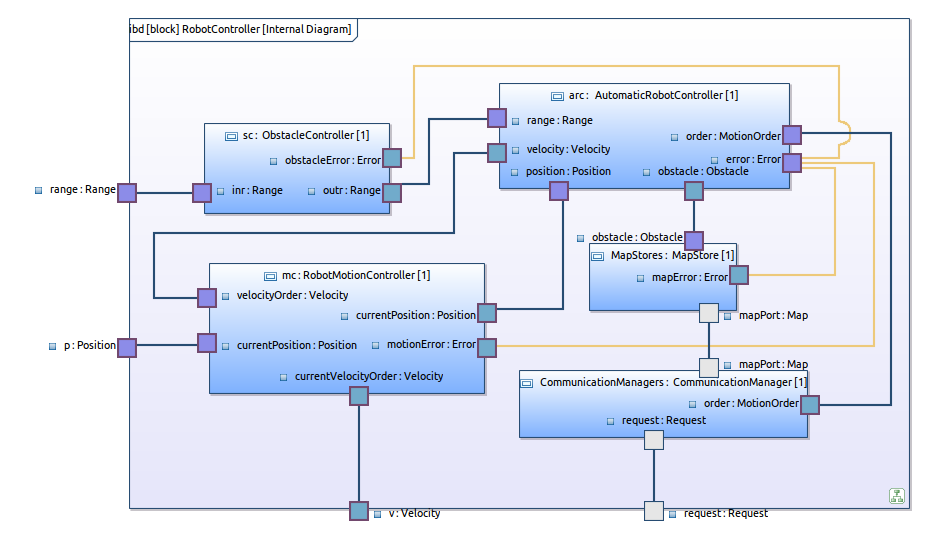 ibd [block] RobotController [Internal Diagram]
arc: AutomaticRobotController [1]
range: Range
order: MotionOrder
velocity: Velocity
error: Error
position: Position
obstacle: Obstacle
sc: ObstacleController [1]
obstacleError: Error
range: Range
inr: Range
outr: Range
obstacle: Obstacle
MapStores: MapStore [1]
mapError: Error
mapPort: Map
mc: RobotMotionController [1]
velocityOrder: Velocity
currentPosition: Position
p: Position
currentPosition: Position
motionError: Error
currentVelocityOrder: Velocity
mapPort: Map
CommunicationManagers: CommunicationManager [1]
order: MotionOrder
request: Request
v: Velocity
request: Request